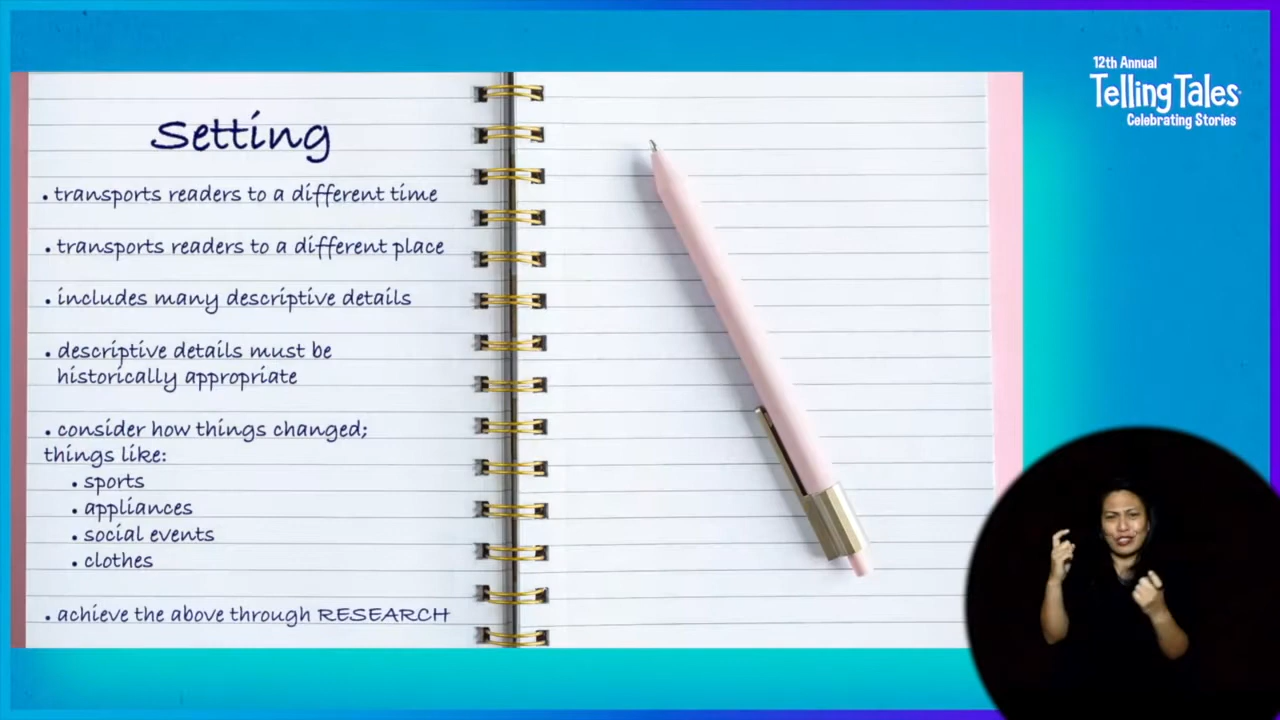 Setting
• transports readers to a different time
• transports readers to a different place
• includes many descriptive details
• descriptive details must be
historically appropriate
• consider how things changed;
things like:
• sports
• appliances
• social events
• clothes
• achieve the above through RESEARCH
12th Annual
Telling Tales
Celebrating Stories